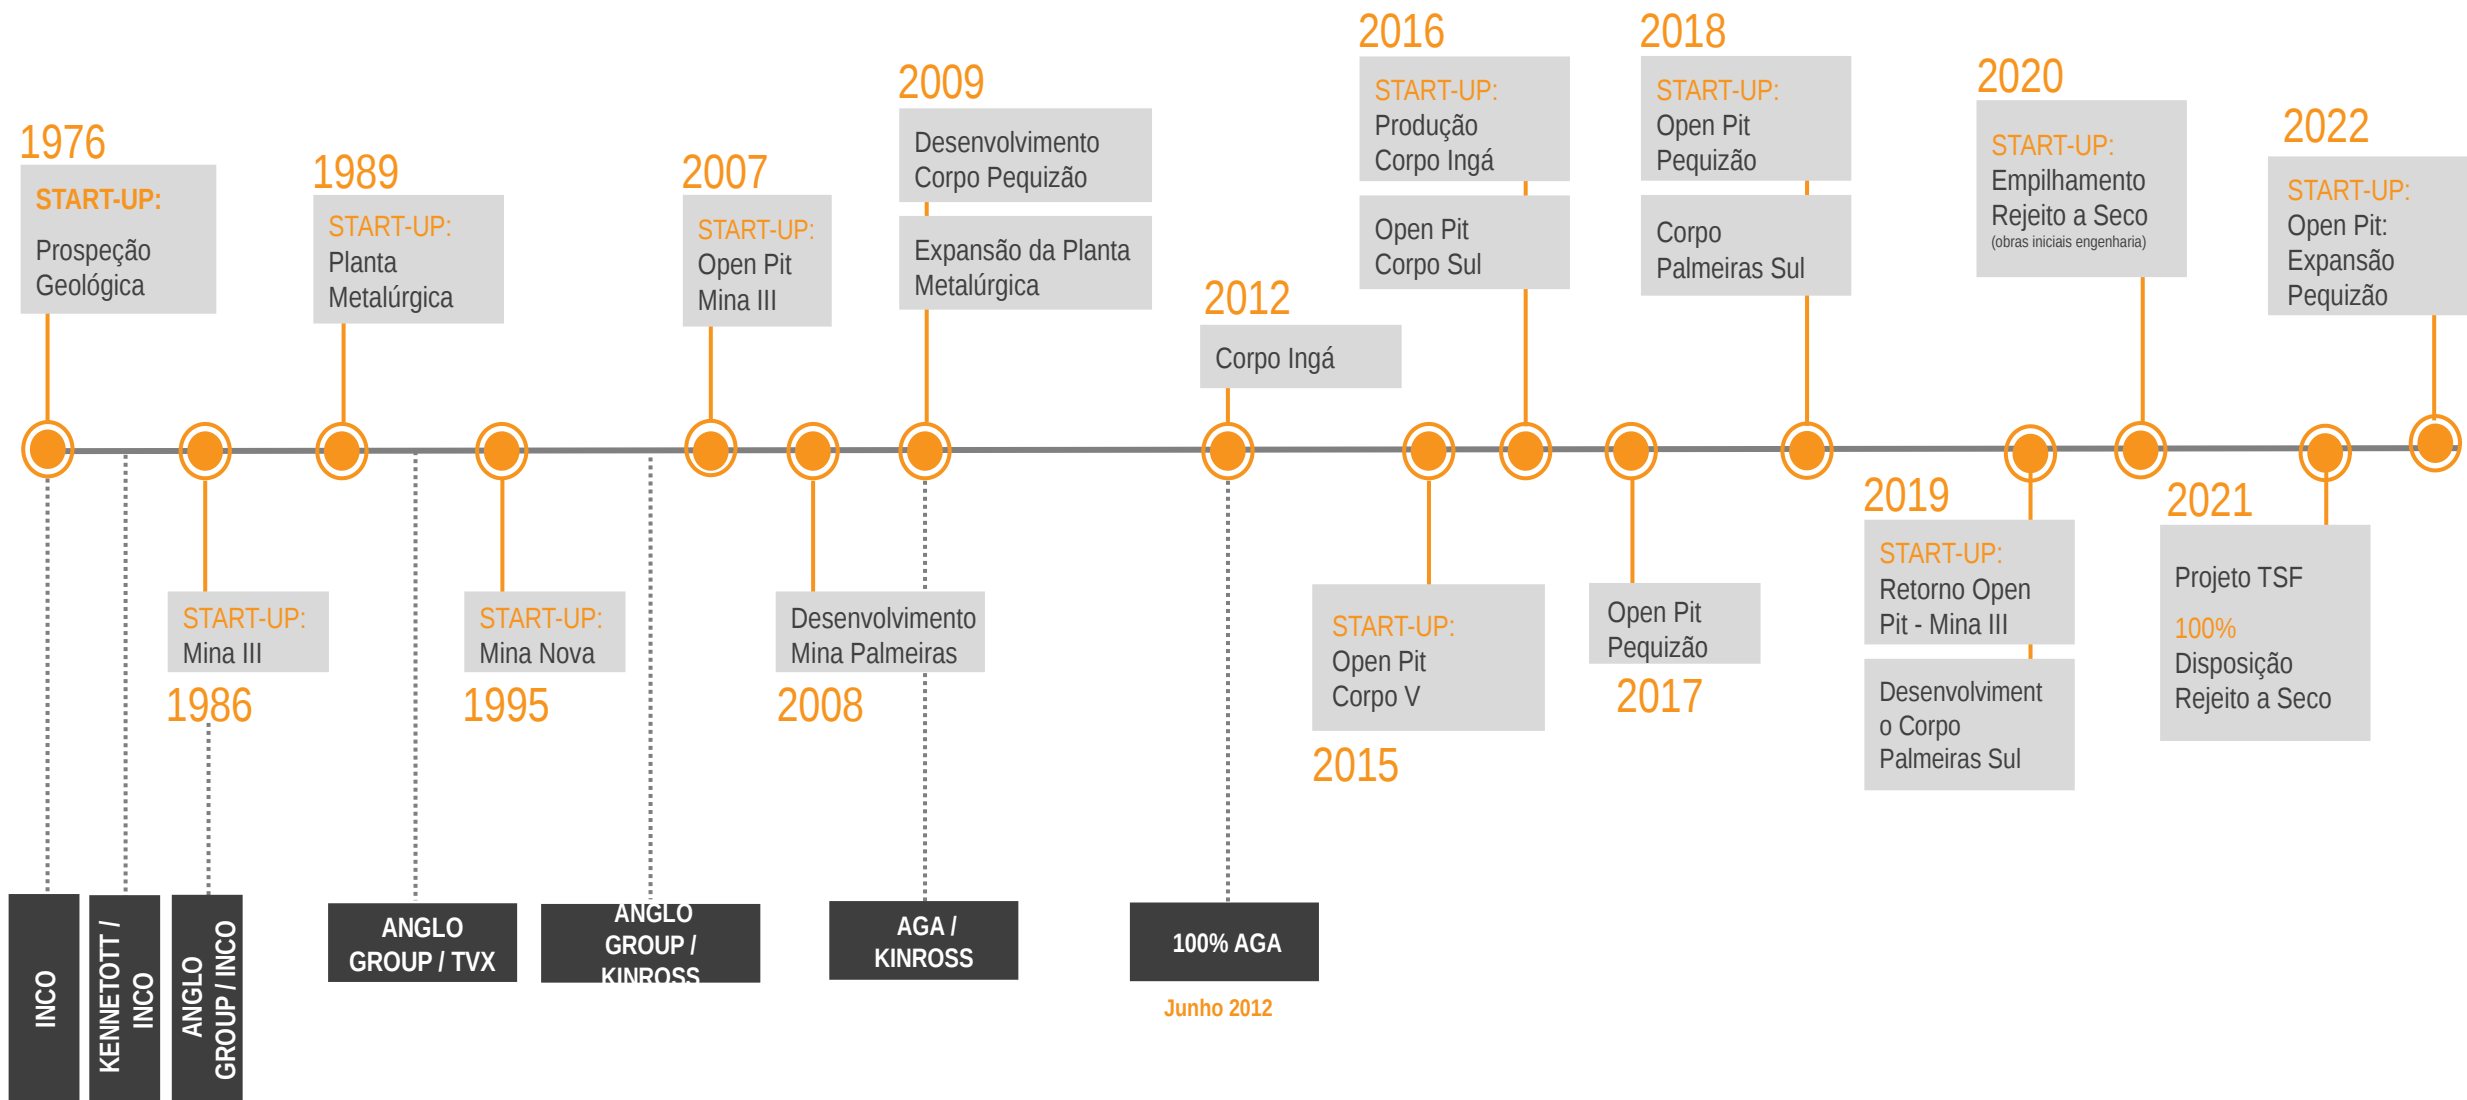 1976
START-UP:
Prospeção
Geológica
1989
START-UP:
Planta
Metalúrgica
2007
START-UP:
Open Pit
Mina III
2009
Desenvolvimento
Corpo Pequizão
Expansão da Planta
Metalúrgica
2012
Corpo Ingá
2016
START-UP:
Produção
Corpo Ingá
Open Pit
Corpo Sul
2018
START-UP:
Open Pit
Pequizão
Corpo
Palmeiras Sul
2020
START-UP:
Empilhamento
Rejeito a Seco
(obras iniciais engenharia)
2022
START-UP:
Open Pit:
Expansão
Pequizão
START-UP:
Mina III
1986
START-UP:
Mina Nova
1995
Desenvolvimento
Mina Palmeiras
2008
START-UP:
Open Pit
Corpo V
2015
Open Pit
Pequizão
2017
2019
START-UP:
Retorno Open
Pit - Mina III
Desenvolviment
o Corpo
Palmeiras Sul
2021
Projeto TSF
100%
Disposição
Rejeito a Seco
INCO
KENNETOTT /
INCO
ANGLO
GROUP / INCO
ANGLO
GROUP / TVX
ANGLO
GROUP /
KINROSS
AGA /
KINROSS
100% AGA
Junho 2012